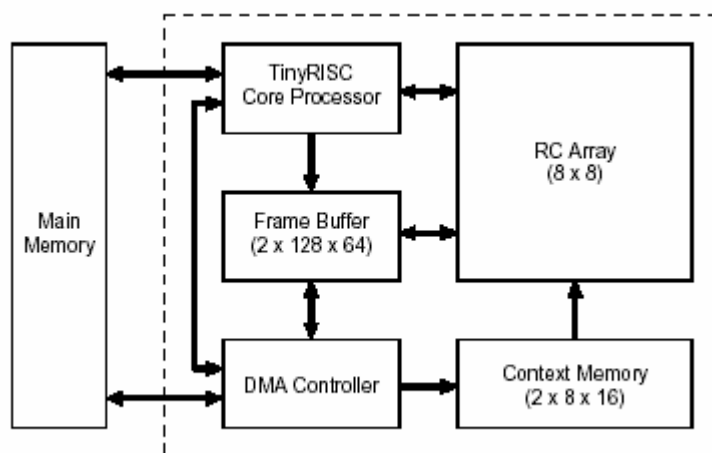 TinyRISC
Core Processor
RC Array
(8 x 8)
Main
Memory
Frame Buffer
(2 x 128 x 64)
DMA Controller
Context Memory
(2 x 8 x 16)